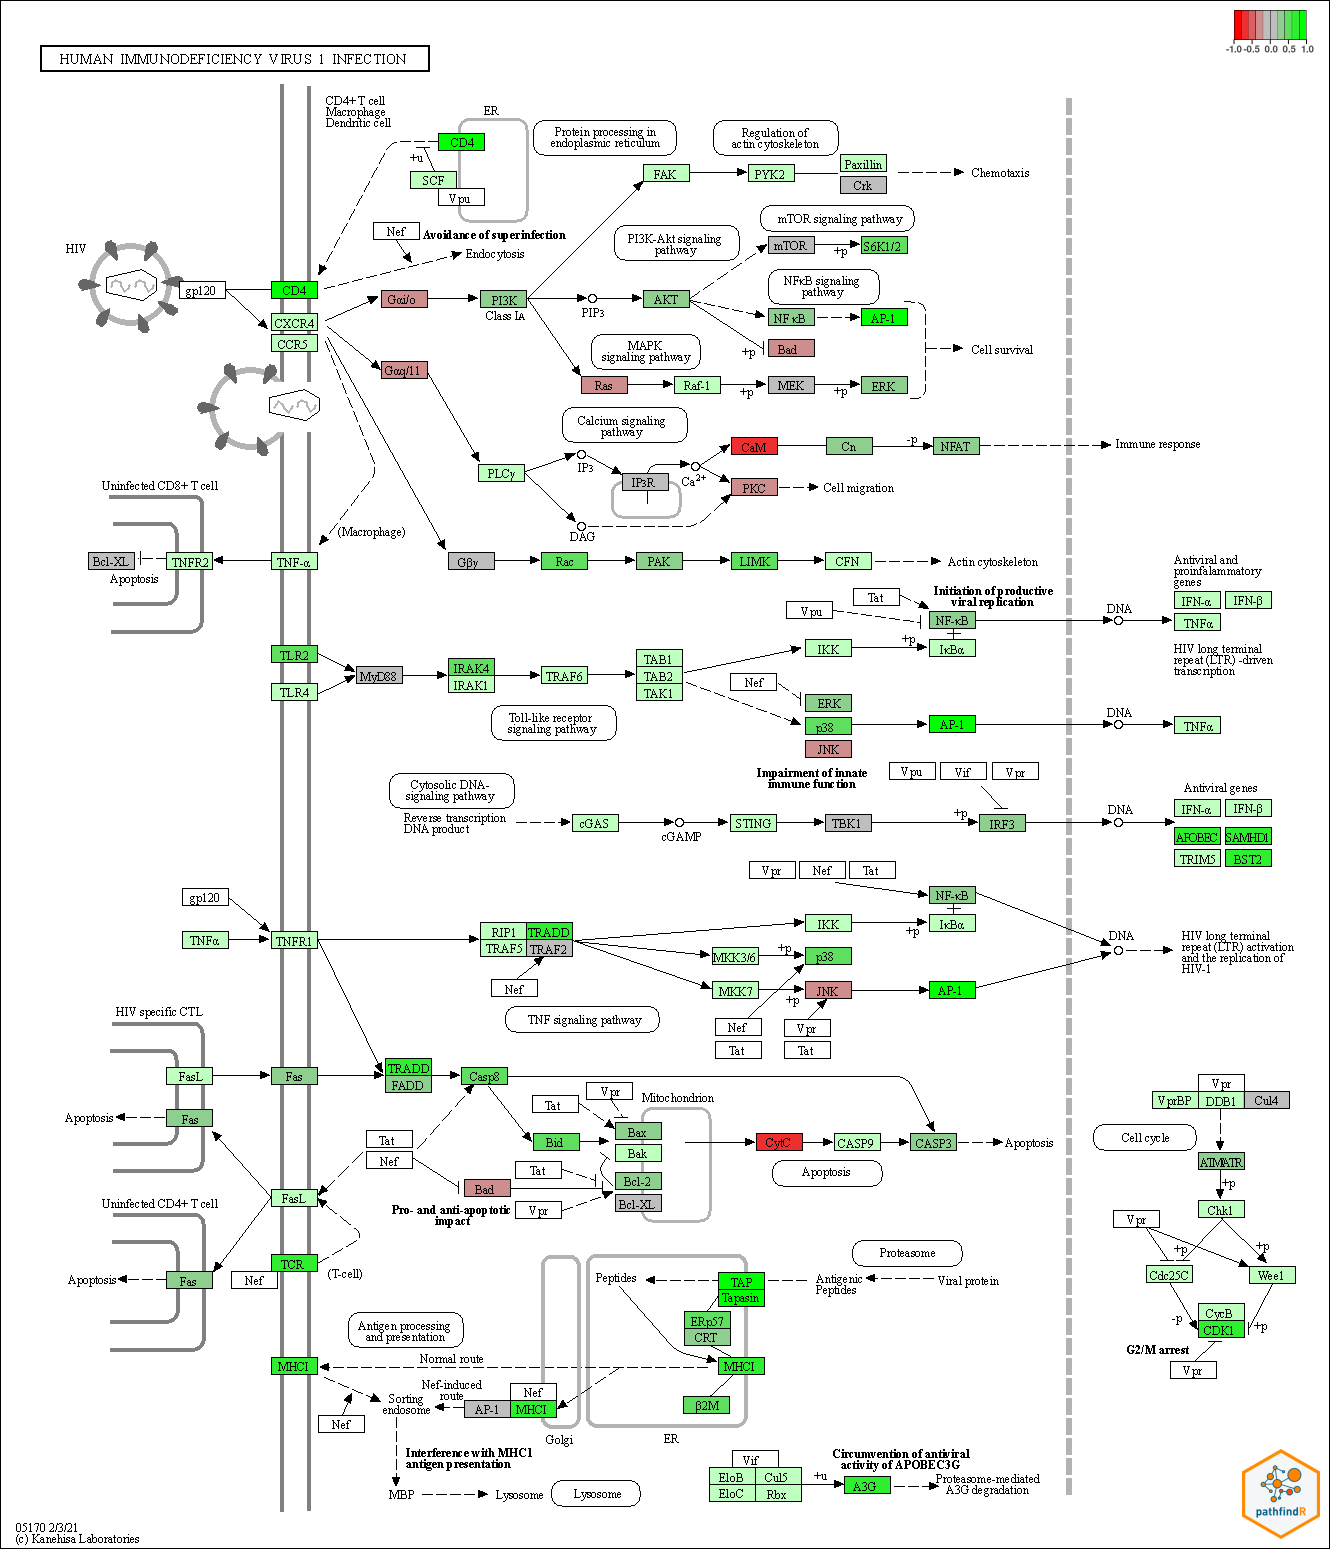 -1.0 -0.5 0.0 0.5 1.0
HUMAN IMMUNODEFICIENCY VIRUS 1 INFECTION
CD4+ T cell
Macrophage
Dendritic cell
ER
CD4
+u
SCF
Vpu
Protein processing in
endoplasmic reticulum
Regulation of
actin cytoskeleton
FAK
PYK2
Paxillin
Crk
Chemotaxis
HIV
gp120
Nef
Avoidance of superinfection
Endocytosis
PI3K-Akt signaling
pathway
mTOR signaling pathway
mTOR
+p
S6K1/2
NFκB signaling
pathway
CD4
CXCR4
CCR5
Gαi/o
PI3K
Class IA
PIP3
AKT
NFκB
AP-1
+p
Bad
Cell survival
MAPK
signaling pathway
Gαq/11
Ras
Raf-1
+p
MEK
+p
ERK
Calcium signaling
pathway
PLCγ
IP3
IP3R
Ca2+
DAG
CaM
Cn
-p
NFAT
Immune response
PKC
Cell migration
Uninfected CD8+ T cell
(Macrophage)
Bcl-XL
TNFR2
TNF-α
Apoptosis
Gβγ
Rac
PAK
LIMK
CFN
Actin cytoskeleton
Antiviral and
proinfalammatory
genes
IFN-α
IFN-β
TNFα
HIV long terminal
repeat (LTR) -driven
transcription
Initiation of productive
viral replication
Tat
Vpu
NF-κB
+p
IKK
IκBα
DNA
TLR2
TLR4
MyD88
IRAK4
IRAK1
TRAF6
TAB1
TAB2
TAK1
Nef
ERK
p38
JNK
AP-1
DNA
TNFα
Toll-like receptor
signaling pathway
Impairment of innate
immune function
Vpu
Vif
Vpr
Cytosolic DNA-
signaling pathway
Reverse transcription
DNA product
cGAS
cGAMP
STING
TBK1
+p
IRF3
DNA
Antiviral genes
IFN-α
IFN-β
APOBEC
SAMHD1
TRIM5
BST2
Vpr
Nef
Tat
gp120
TNFα
TNFR1
RIP1
TRADD
TRAF5
TRAF2
Nef
IKK
+p
NF-κB
IκBα
MKK3/6
+p
p38
MKK7
+p
JNK
AP-1
DNA
HIV long terminal
repeat (LTR) activation
and the replication of
HIV-1
TNF signaling pathway
Nef
Tat
Vpr
Tat
HIV specific CTL
FasL
Fas
Apoptosis
Fas
TRADD
FADD
Casp8
Tat
Nef
Tat
Vpr
Mitochondrion
Bid
Bax
Bak
Bcl-2
Bcl-XL
Tat
Vpr
Bad
Pro- and anti-apoptotic
impact
CytC
CASP9
CASP3
Apoptosis
Apoptosis
Vpr
VprBP
DDB1
Cul4
Cell cycle
ATM/ATR
+p
Chk1
Vpr
+p
+p
Cdc25C
Wee1
CycB
CDK1
-p
+p
G2/M arrest
Vpr
Uninfected CD4+ T cell
FasL
TCR
(T-cell)
Nef
Fas
Apoptosis
Antigen processing
and presentation
MHCI
Normal route
Nef
Sorting
endosome
Nef-induced
route
Nef
AP-1
MHCI
Golgi
ER
Peptides
TAP
Tapasin
Antigenic
Peptides
Viral protein
Proteasome
ERp57
CRT
MHCI
β2M
Interference with MHC1
antigen presentation
MBP
Lysosome
Lysosome
Vif
EloB
Cul5
EloC
Rbx
+u
A3G
Circumvention of antiviral
activity of APOBEC3G
Proteasome-mediated
A3G degradation
pathfindR
05170 2/3/21
(c) Kanehisa Laboratories